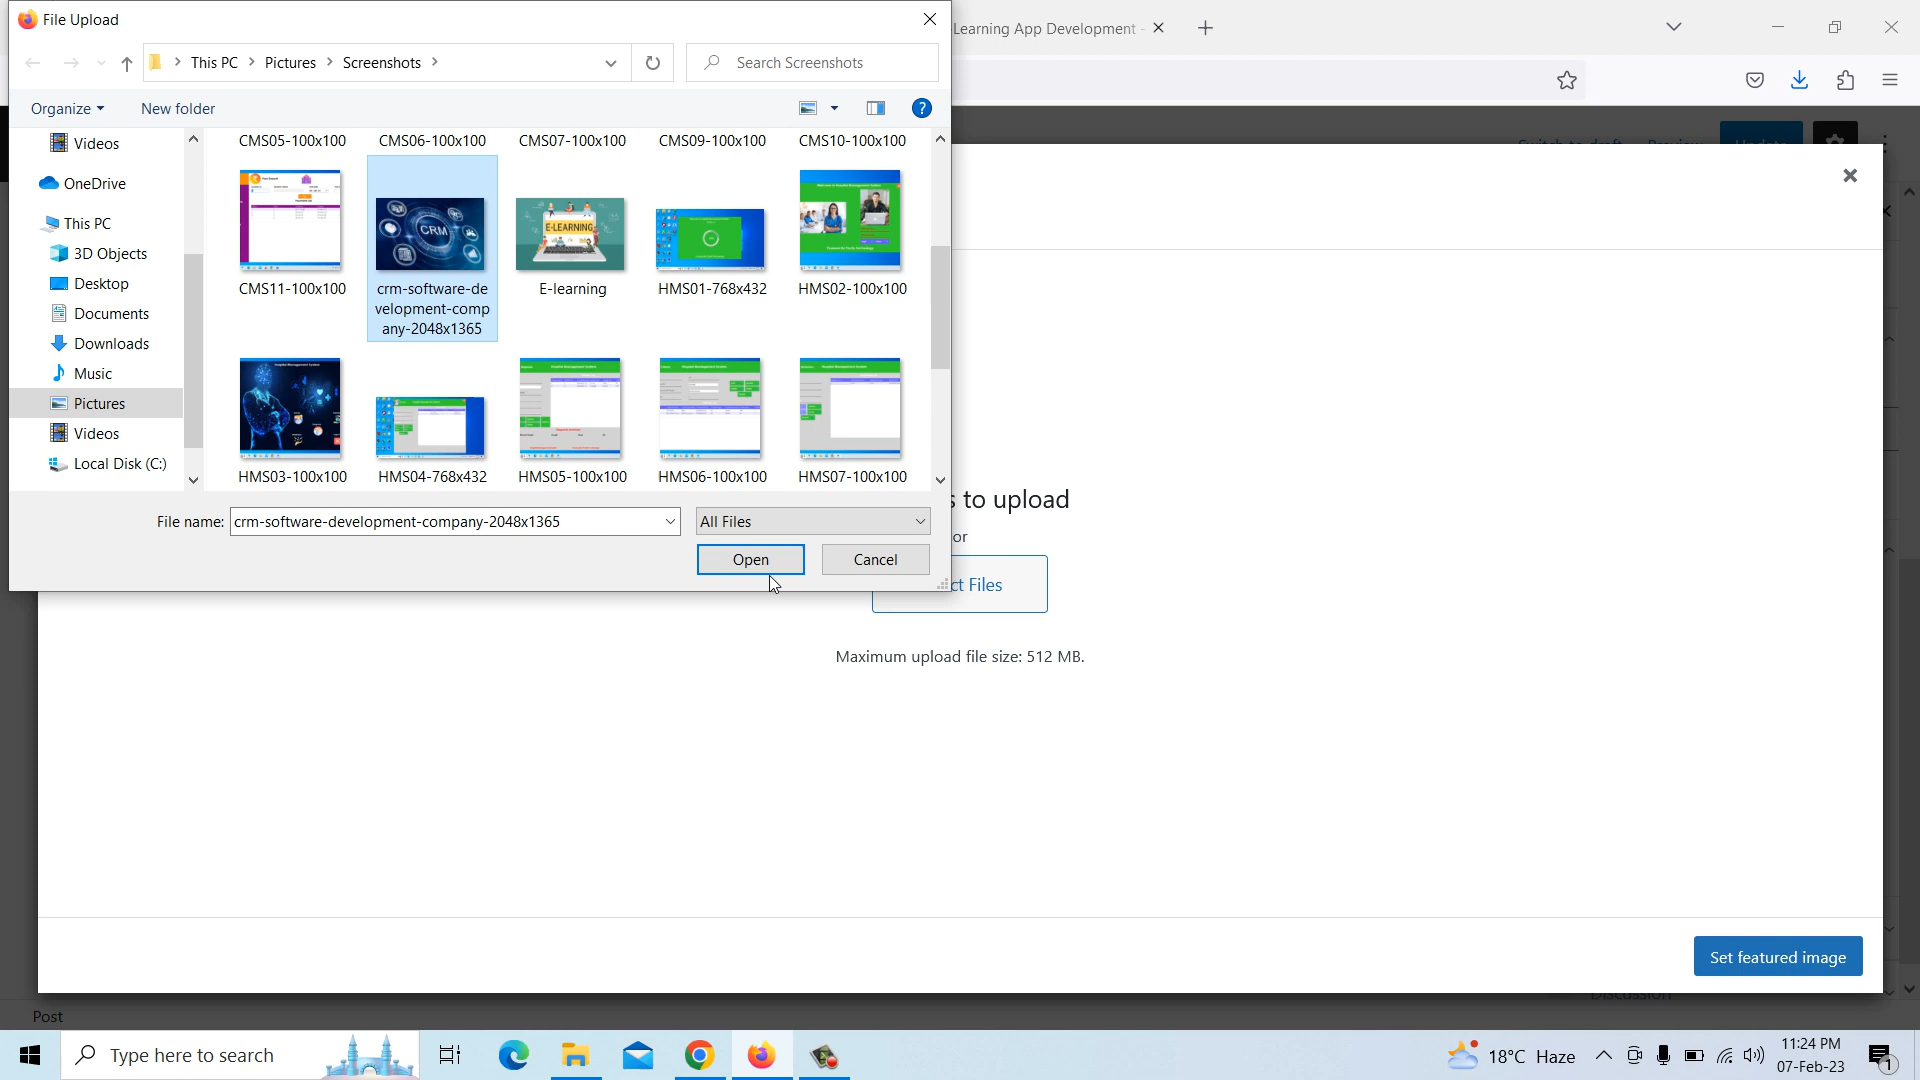 File Upload
Learning App Development -
This PC
Pictures
Screenshots
Search Screenshots
Organize
New folder
Videos
OneDrive
This PC
3D Objects
Desktop
Documents
Downloads
Music
Pictures
Videos
Local Disk (C:)
CMS05-100x100
CMS06-100x100
CMS07-100x100
CMS09-100x100
CMS10-100x100
CRM
E-LEARNING
CMS11-100x100
crm-software-de
velopment-comp
any-2048x1365
E-learning
HMS01-768x432
HMS02-100x100
HMS03-100x100
HMS04-768x432
HMS05-100x100
HMS06-100x100
HMS07-100x100
File name:
crm-software-development-company-2048x1365
All Files
Open
Cancel
s to upload
or
ct Files
Maximum upload file size: 512 MB.
Set featured image
Post
Type here to search
18°C Haze
11:24 PM
07-Feb-23
1